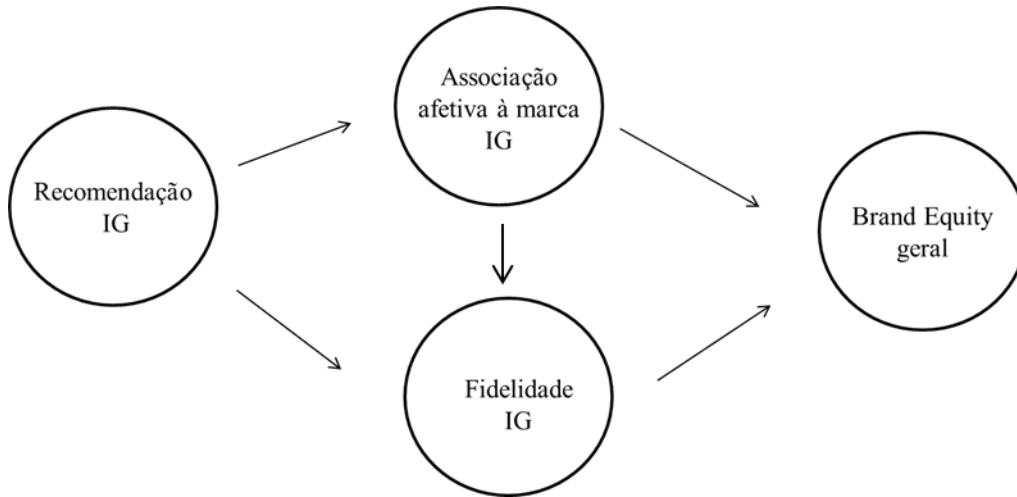 Recomendação
IG
Associação
afetiva à marca
IG
Fidelidade
IG
Brand Equity
geral